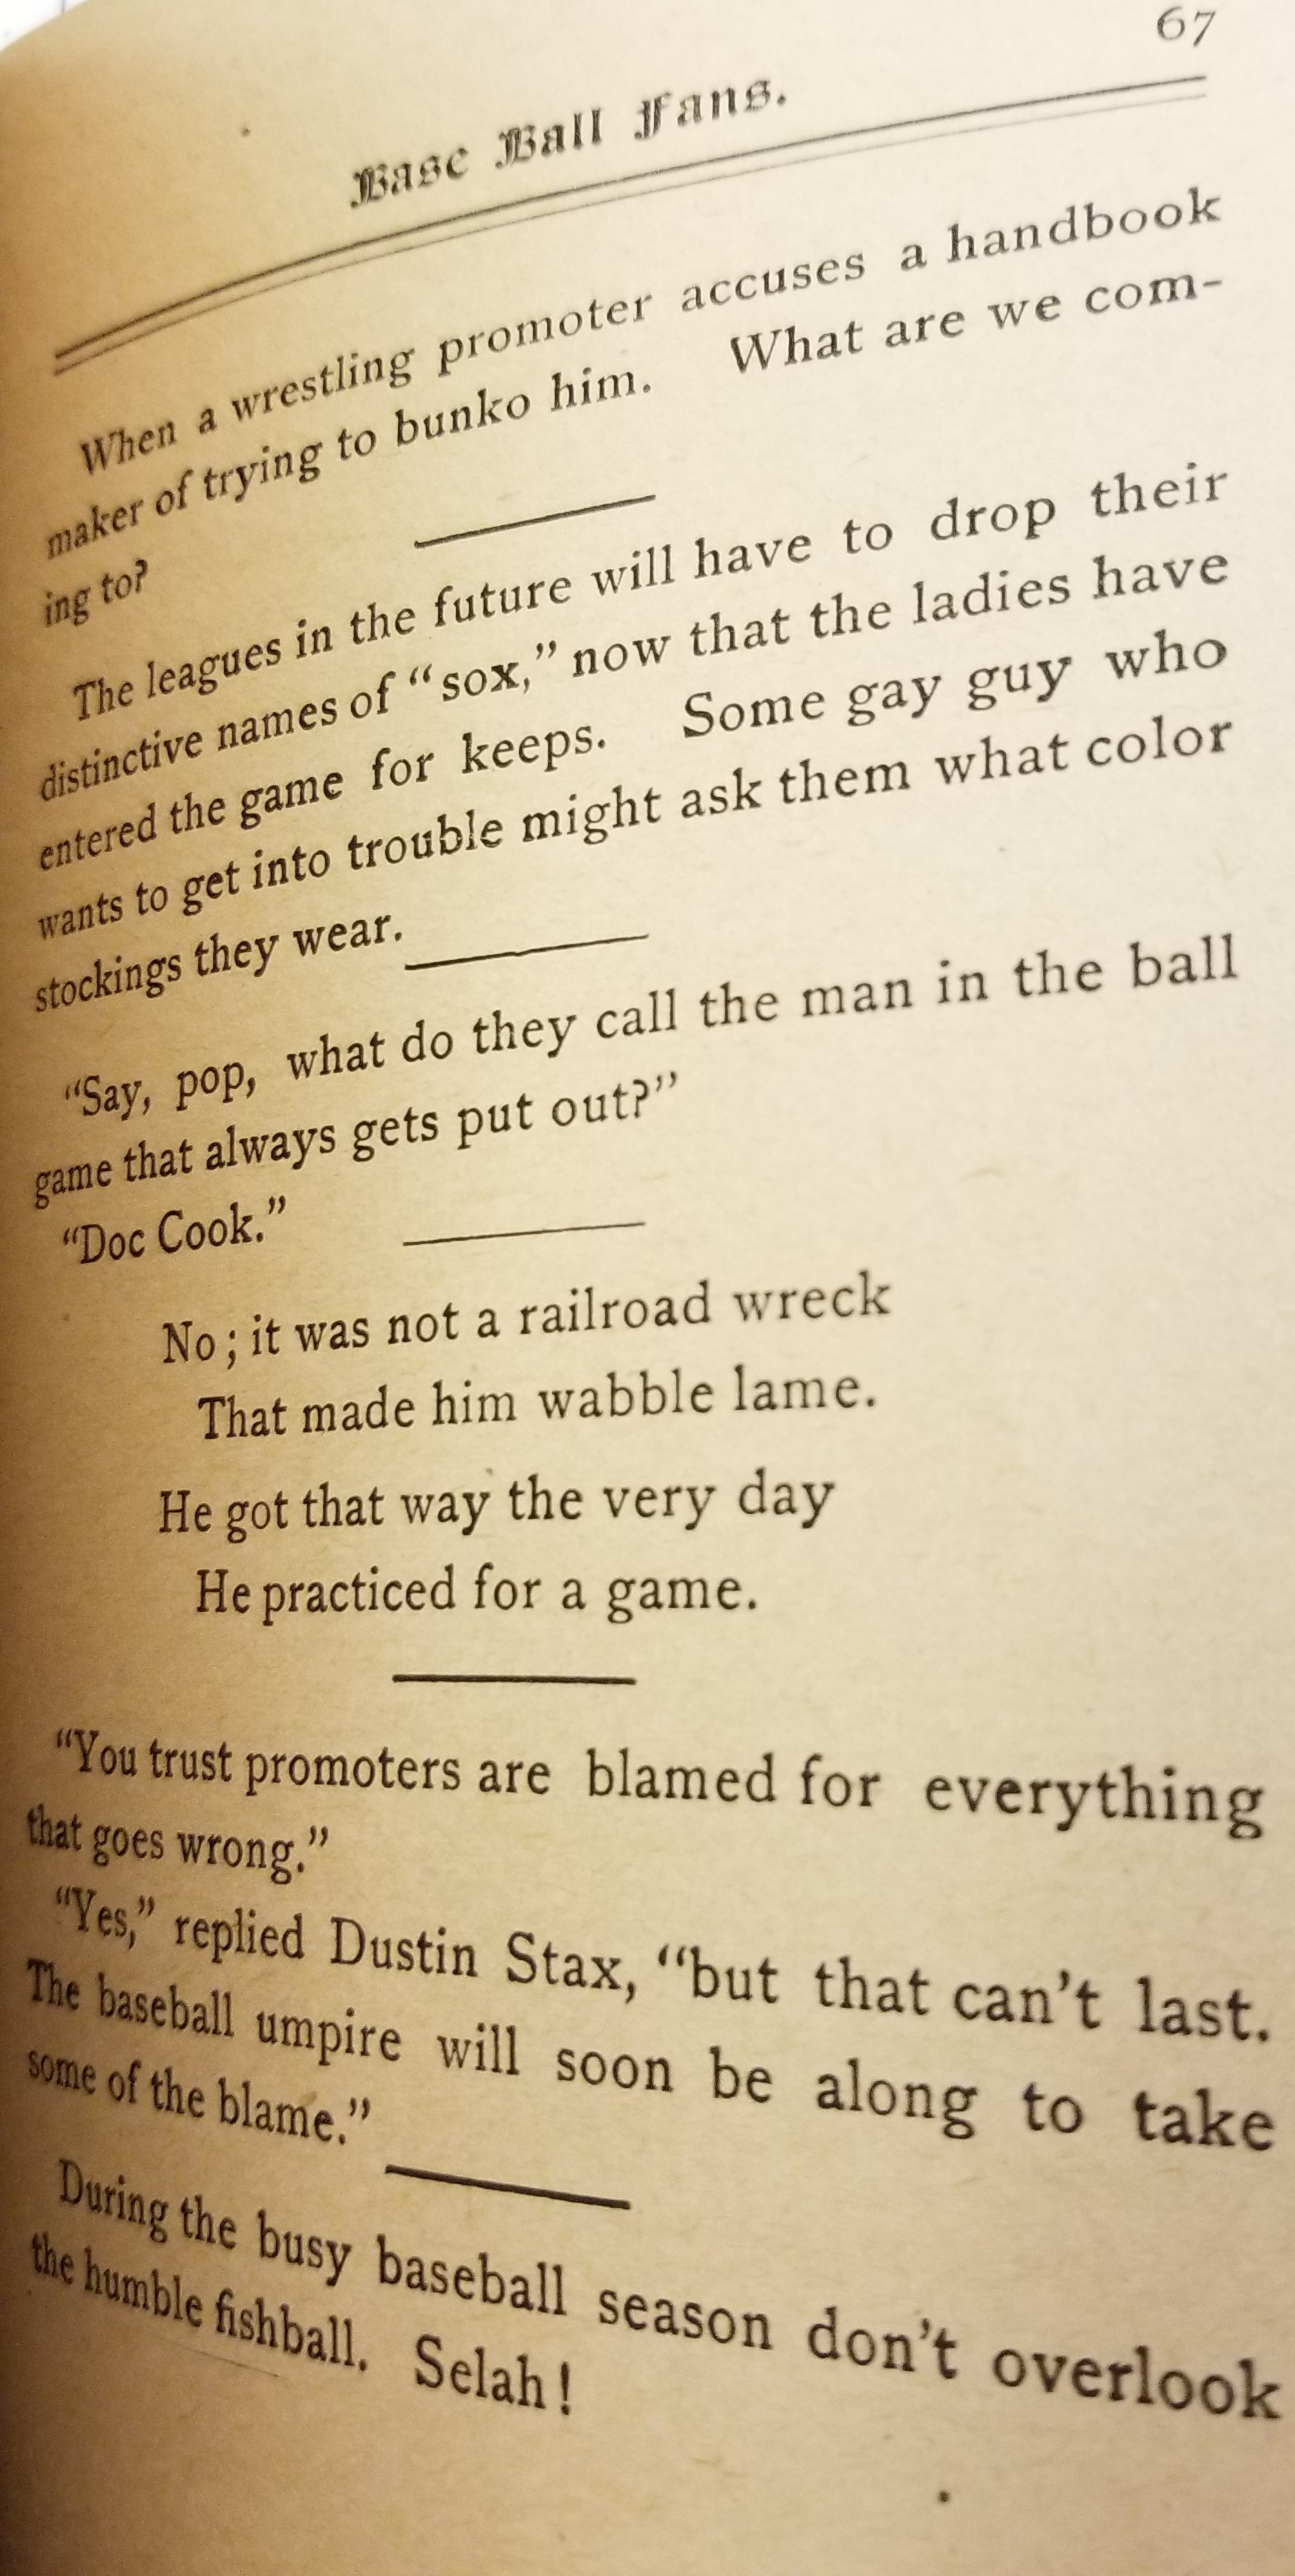 67
Base Ball Fans.
When a wrestling promoter accuses a handbook
maker of trying to bunko him. What are we com-
ing to?
The leagues in the future will have to drop their
distinctive names of “sox,” now that the ladies have
entered the game for keeps. Some gay guy who
wants to get into trouble might ask them what color
stockings they wear.
“Say, pop, what do they call the man in the ball
game that always gets put out?”
“Doc Cook.”
No; it was not a railroad wreck
That made him wabble lame.
He got that way the very day
He practiced for a game.
“You trust promoters are blamed for everything
that goes wrong.”
“Yes,” replied Dustin Stax, “but that can’t last.
The baseball umpire will soon be along to take
some of the blame.”
During the busy baseball season don’t overlook
the humble fishball. Selah!